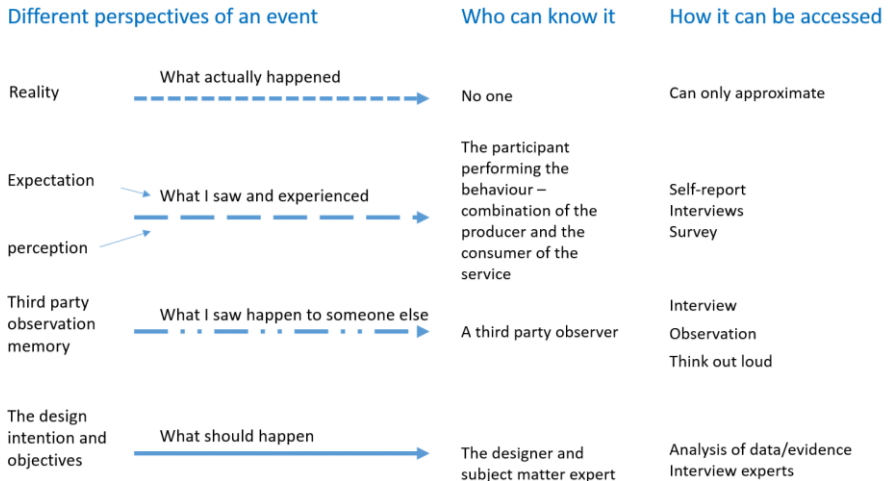 Different perspectives of an event
Who can know it
How it can be accessed
Reality
What actually happened
No one
Can only approximate
Expectation
perception
What I saw and experienced
The participant
performing the
behaviour –
combination of the
producer and the
consumer of the
service
Self-report
Interviews
Survey
Third party
observation
memory
What I saw happen to someone else
A third party observer
Interview
Observation
Think out loud
The design
intention and
objectives
What should happen
The designer and
subject matter expert
Analysis of data/evidence
Interview experts